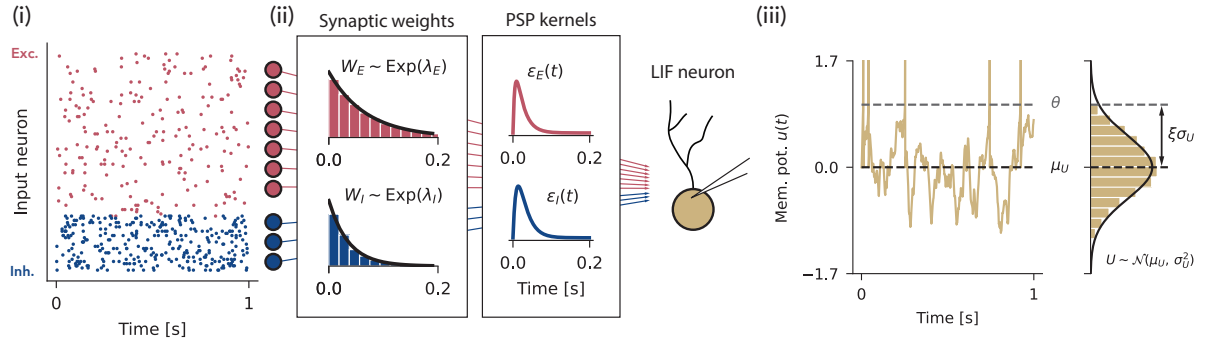 (i)
Exc.
Input neuron
Inh.
0
1
Time [s]
(ii)
Synaptic weights
W_E ~ Exp(λ_E)
0.0
0.2
W_I ~ Exp(λ_I)
0.0
0.2
PSP kernels
ε_E(t)
0.0
0.2
ε_I(t)
0.0
0.2
Time [s]
LIF neuron
(iii)
Mem. pot. u(t)
1.7
0.0
−1.7
0
1
Time [s]
θ
μ_U
ξσ_U
U ~ 𝒩(μ_U, σ_U^2)